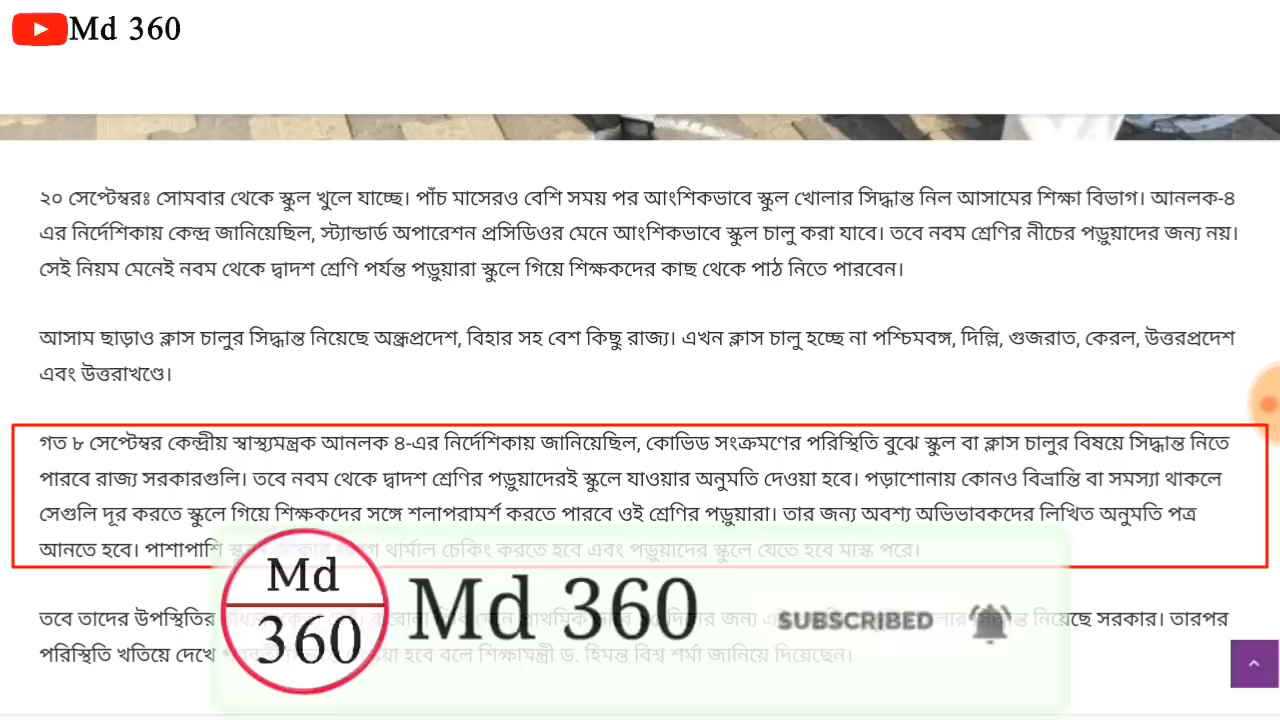 Md 360
২০ সেপ্টেম্বরঃ সোমবার থেকে স্কুল খুলে যাচ্ছে। পাঁচ মাসেরও বেশি সময় পর আংশিকভাবে স্কুল খোলার সিদ্ধান্ত নিল আসামের শিক্ষা বিভাগ। আনলক-৪
এর নির্দেশিকায় কেন্দ্র জানিয়েছিল, স্ট্যান্ডার্ড অপারেশন প্রসিডিওর মেনে আংশিকভাবে স্কুল চালু করা যাবে। তবে নবম শ্রেণির নীচের পড়ুয়াদের জন্য নয়।
সেই নিয়ম মেনেই নবম থেকে দ্বাদশ শ্রেণি পর্যন্ত পড়ুয়ারা স্কুলে গিয়ে শিক্ষকদের কাছ থেকে পাঠ নিতে পারবেন।
আসাম ছাড়াও ক্লাস চালুর সিদ্ধান্ত নিয়েছে অন্ধ্রপ্রদেশ, বিহার সহ বেশ কিছু রাজ্য। এখন ক্লাস চালু হচ্ছে না পশ্চিমবঙ্গ, দিল্লি, গুজরাত, কেরল, উত্তরপ্রদেশ
এবং উত্তরাখণ্ডে।
গত ৮ সেপ্টেম্বর কেন্দ্রীয় স্বাস্থ্যমন্ত্রক আনলক ৪-এর নির্দেশিকায় জানিয়েছিল, কোভিড সংক্রমণের পরিস্থিতি বুঝে স্কুল বা ক্লাস চালুর বিষয়ে সিদ্ধান্ত নিতে
পারবে রাজ্য সরকারগুলি। তবে নবম থেকে দ্বাদশ শ্রেণির পড়ুয়াদেরই স্কুলে যাওয়ার অনুমতি দেওয়া হবে। পড়াশোনায় কোনও বিভ্রান্তি বা সমস্যা থাকলে
সেগুলি দূর করতে স্কুলে গিয়ে শিক্ষকদের সঙ্গে শলাপরামর্শ করতে পারবে ওই শ্রেণির পড়ুয়ারা। তার জন্য অবশ্য অভিভাবকদের লিখিত অনুমতি পত্র
আনতে হবে। পাশাপাশি থার্মাল চেকিং করতে হবে এবং পড়ুয়াদের স্কুলে যেতে হবে মাস্ক পরে।
Md
360
Md 360
SUBSCRIBED
তবে তাদের উপস্থিতির নিয়েছে সরকার। তারপর
পরিস্থিতি খতিয়ে দেখে হবে বলে শিক্ষামন্ত্রী ড. হিমন্ত বিশ্ব শর্মা জানিয়ে দিয়েছেন।